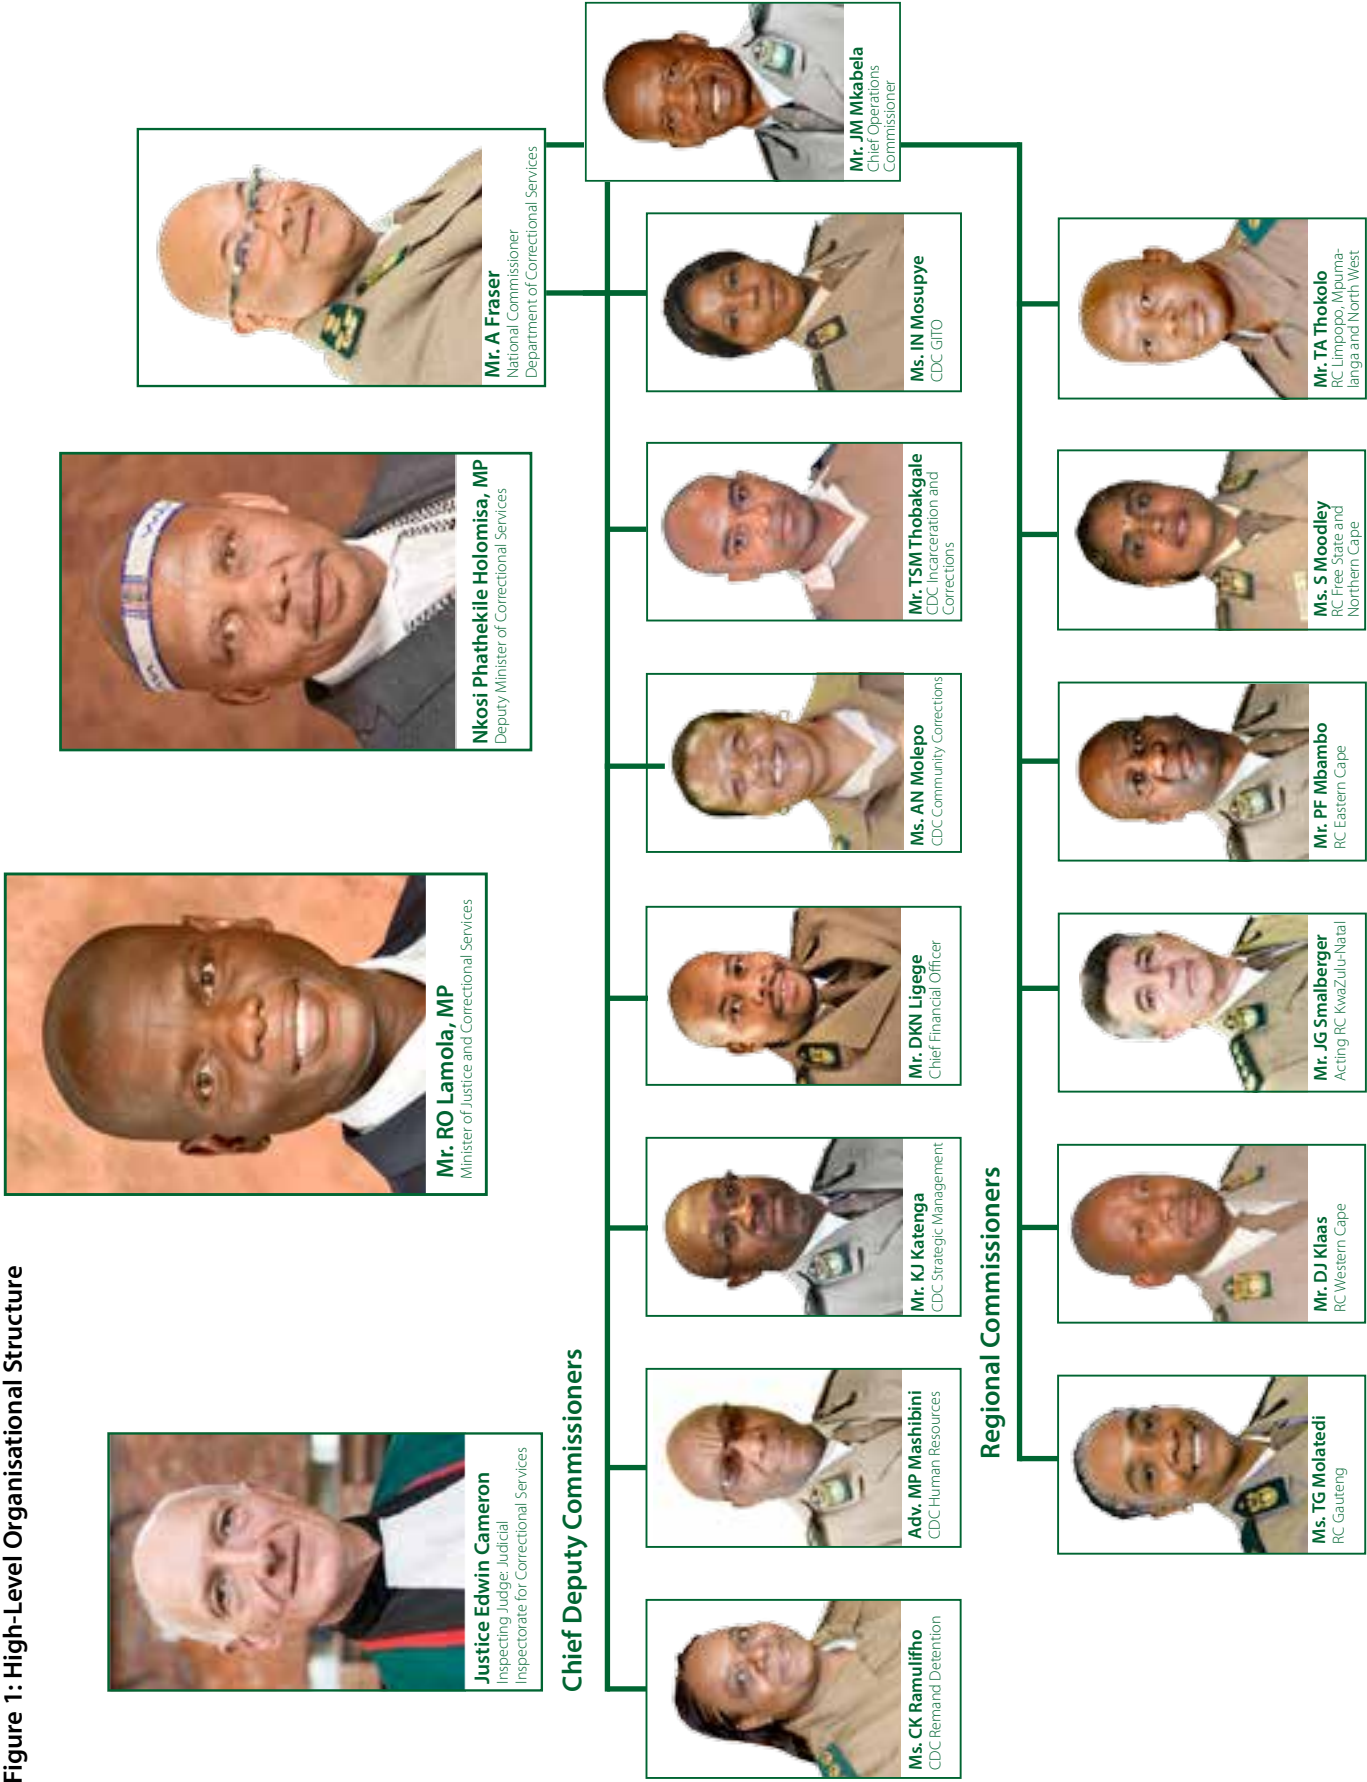 Figure 1: High-Level Organisational Structure
Justice Edwin Cameron
Inspecting Judge: Judicial
Inspectorate for Correctional Services
Mr. RO Lamola, MP
Minister of Justice and Correctional Services
Nkosi Phathekile Holomisa, MP
Deputy Minister of Correctional Services
Mr. A Fraser
National Commissioner
Department of Correctional Services
Mr. JM Mkabela
Chief Operations
Commissioner
Chief Deputy Commissioners
Ms. CK Ramulifho
CDC Remand Detention
Adv. MP Mashibini
CDC Human Resources
Mr. KJ Katenga
CDC Strategic Management
Mr. DKN Ligege
Chief Financial Officer
Ms. AN Molepo
CDC Community Corrections
Mr. TSM Thobakgale
CDC Incarceration and
Corrections
Ms. IN Mosupye
CDC GITO
Regional Commissioners
Ms. TG Molatedi
RC Gauteng
Mr. DJ Klaas
RC Western Cape
Mr. JG Smalberger
Acting RC KwaZulu-Natal
Mr. PF Mbambo
RC Eastern Cape
Ms. S Moodley
RC Free State and
Northern Cape
Mr. TA Thokolo
RC Limpopo, Mpuma-
langa and North West